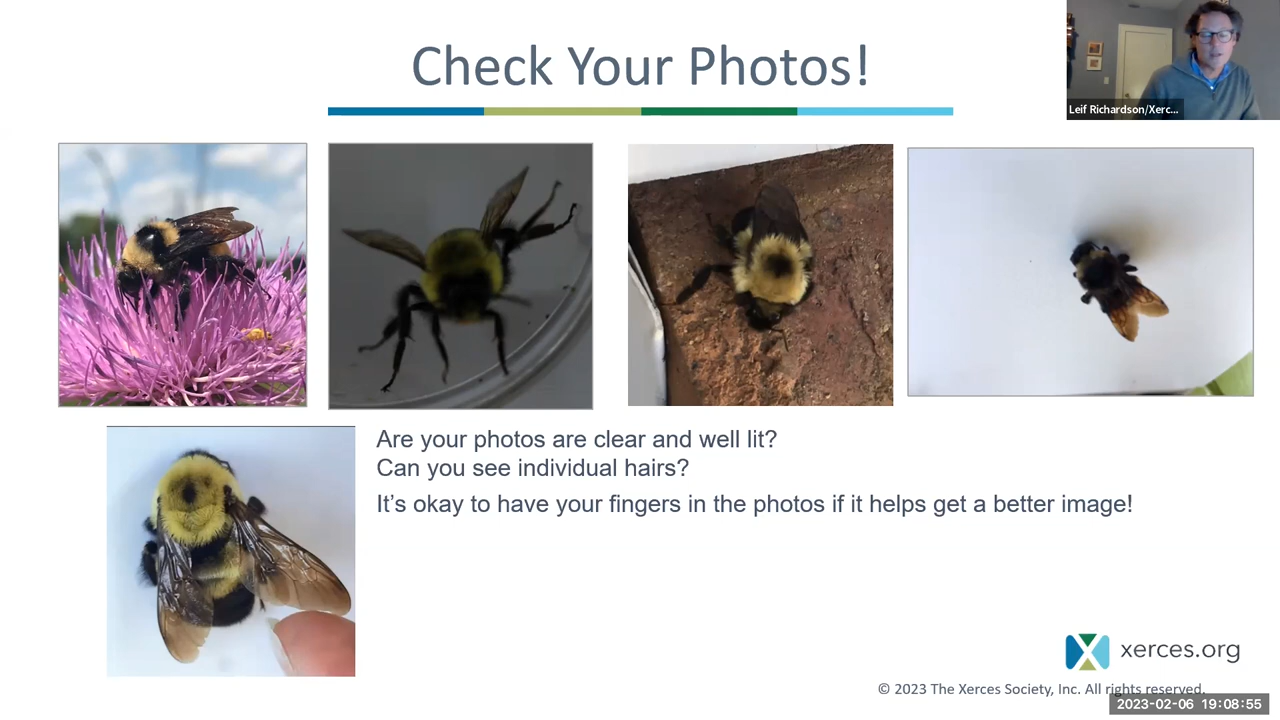 Check Your Photos!
Leif Richardson/Xerc...
Are your photos are clear and well lit?
Can you see individual hairs?
It's okay to have your fingers in the photos if it helps get a better image!
xerces.org
© 2023 The Xerces Society, Inc. All rights reserved.
2023-02-06 19:08:55